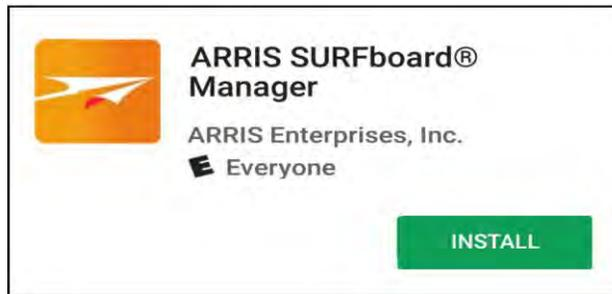 ARRIS SURFboard®
Manager
ARRIS Enterprises, Inc.
E Everyone
INSTALL